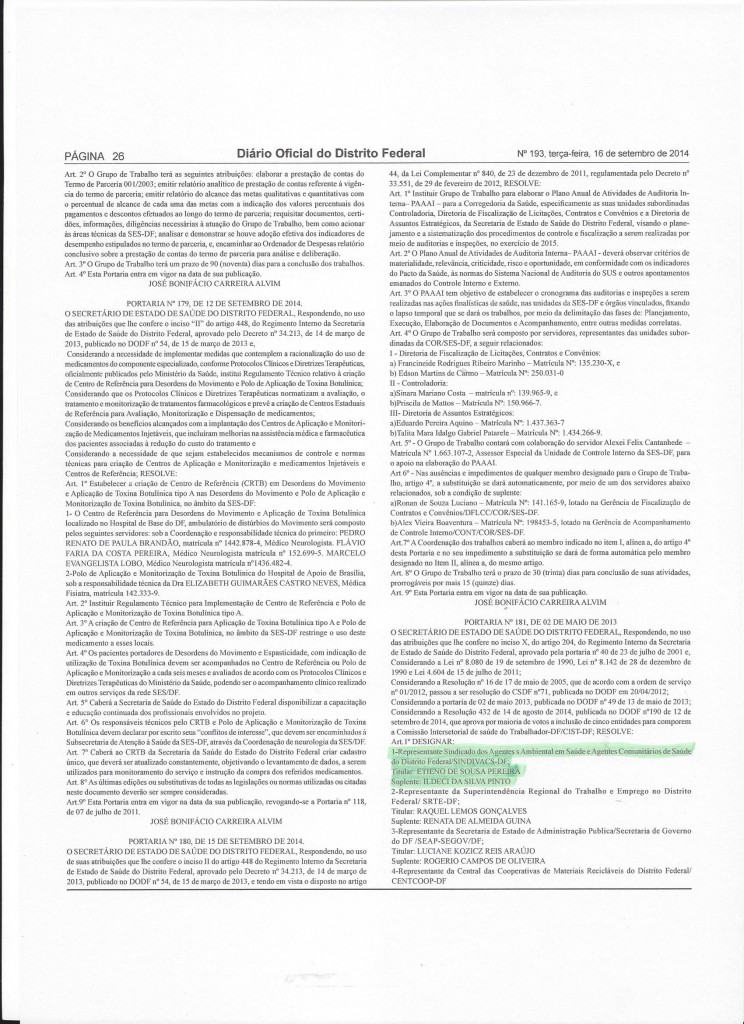 PÁGINA 26
Diário Oficial do Distrito Federal
Nº 193, terça-feira, 16 de setembro de 2014
Art. 2º O Grupo de Trabalho terá as seguintes atribuições: elaborar a prestação de contas do
Termo de Parceria 001/2003; emitir relatório analítico de prestação de contas referente à vigên-
cia do termo de parceria; emitir relatório do alcance das metas qualitativas e quantitativas com
o percentual de alcance de cada uma das metas com a indicação dos valores percentuais dos
pagamentos e descontos efetuados ao longo do termo de parceria; requisitar documentos, certi-
dões, informações, diligências necessárias à atuação do Grupo de Trabalho, bem como acionar
às áreas técnicas da SES-DF; analisar e demonstrar se houve adoção efetiva dos indicadores de
desempenho estipulados no termo de parceria, e, encaminhar ao Ordenador de Despesas relatório
conclusivo sobre a prestação de contas do termo de parceria para análise e deliberação.
Art. 3º O Grupo de Trabalho terá um prazo de 90 (noventa) dias para a conclusão dos trabalhos.
Art. 4º Esta Portaria entra em vigor na data de sua publicação.
JOSÉ BONIFÁCIO CARREIRA ALVIM
PORTARIA Nº 179, DE 12 DE SETEMBRO DE 2014.
O SECRETÁRIO DE ESTADO DE SAÚDE DO DISTRITO FEDERAL, Respondendo, no uso
das atribuições que lhe confere o inciso "II" do artigo 448, do Regimento Interno da Secretaria
de Estado de Saúde do Distrito Federal, aprovado pelo Decreto nº 34.213, de 14 de março de
2013, publicado no DODF nº 54, de 15 de março de 2013 e,
Considerando a necessidade de implementar medidas que contemplem a racionalização do uso de
medicamentos do componente especializado, conforme Protocolos Clínicos e Diretrizes Terapêuticas,
oficialmente publicados pelo Ministério da Saúde, institui Regulamento Técnico relativo à criação
de Centro de Referência para Desordens do Movimento e Polo de Aplicação de Toxina Botulínica;
Considerando que os Protocolos Clínicos e Diretrizes Terapêuticas normatizam a avaliação, o
tratamento e monitorização de tratamentos farmacológicos e prevê a criação de Centros Estaduais
de Referência para Avaliação, Monitorização e Dispensação de medicamentos;
Considerando os benefícios alcançados com a implantação dos Centros de Aplicação e Monitori-
zação de Medicamentos Injetáveis, que incluíram melhorias na assistência médica e farmacêutica
dos pacientes associados à redução do custo do tratamento e
Considerando a necessidade de que sejam estabelecidos mecanismos de controle e normas
técnicas para criação de Centros de Aplicação e Monitorização e medicamentos Injetáveis e
Centros de Referência; RESOLVE:
Art. 1º Estabelecer a criação de Centro de Referência (CRTB) em Desordens do Movimento
e Aplicação de Toxina Botulínica tipo A nas Desordens do Movimento e Polo de Aplicação e
Monitorização de Toxina Botulínica, no âmbito da SES-DF:
1- O Centro de Referência para Desordens do Movimento e Aplicação de Toxina Botulínica
localizado no Hospital de Base do DF, ambulatório de distúrbios do Movimento será composto
pelos seguintes servidores: sob a Coordenação e responsabilidade técnica do primeiro: PEDRO
RENATO DE PAULA BRANDÃO, matrícula nº 1442.878-4, Médico Neurologista. FLÁVIO
FARIA DA COSTA PEREIRA, Médico Neurologista matrícula nº 152.699-5. MARCELO
EVANGELISTA LOBO, Médico Neurologista matrícula nº1436.482-4.
2-Polo de Aplicação e Monitorização de Toxina Botulínica do Hospital de Apoio de Brasília,
sob a responsabilidade técnica da Dra ELIZABETH GUIMARÃES CASTRO NEVES, Médica
Fisiatra, matrícula 142.333-9.
Art. 2º Instituir Regulamento Técnico para Implementação de Centro de Referência e Polo de
Aplicação e Monitorização de Toxina Botulínica tipo A.
Art. 3º A criação de Centro de Referência para Aplicação de Toxina Botulínica tipo A e Polo de
Aplicação e Monitorização de Toxina Botulínica, no âmbito da SES-DF restringe o uso deste
medicamento a esses locais.
Art. 4º Os pacientes portadores de Desordens do Movimento e Espasticidade, com indicação de
utilização de Toxina Botulínica devem ser acompanhados no Centro de Referência ou Polo de
Aplicação e Monitorização a cada seis meses e avaliados de acordo com os Protocolos Clínicos e
Diretrizes Terapêuticas do Ministério da Saúde, podendo ser o acompanhamento clínico realizado
em outros serviços da rede SES/DF.
Art. 5º Caberá a Secretaria de Saúde do Estado do Distrito Federal disponibilizar a capacitação
e educação continuada dos profissionais envolvidos no projeto.
Art. 6º Os responsáveis técnicos pelo CRTB e Polo de Aplicação e Monitorização de Toxina
Botulínica devem declarar por escrito seus "conflitos de interesse", que devem ser encaminhados à
Subsecretaria de Atenção à Saúde da SES-DF, através da Coordenação de neurologia da SES/DF.
Art. 7º Caberá ao CRTB da Secretaria da Saúde do Estado do Distrito Federal criar cadastro
único, que deverá ser atualizado constantemente, objetivando o levantamento de dados, a serem
utilizados para monitoramento do serviço e instrução da compra dos referidos medicamentos.
Art. 8º As últimas edições ou substitutivas de todas as legislações ou normas utilizadas ou citadas
neste documento deverão ser sempre consideradas.
Art.9º Esta Portaria entra em vigor na data da sua publicação, revogando-se a Portaria nº 118,
de 07 julho de 2011.
JOSÉ BONIFÁCIO CARREIRA ALVIM
PORTARIA Nº 180, DE 15 DE SETEMBRO DE 2014.
O SECRETÁRIO DE ESTADO DE SAÚDE DO DISTRITO FEDERAL, Respondendo, no uso
de suas atribuições que lhe confere o inciso II do artigo 448 do Regimento Interno da Secretaria
de Estado de Saúde do Distrito Federal, aprovado pelo Decreto nº 34.213, de 14 de março de
2013, publicado no DODF nº 54, de 15 de março de 2013, e tendo em vista o disposto no artigo
44, da Lei Complementar nº 840, de 23 de dezembro de 2011, regulamentada pelo Decreto nº
33.551, de 29 de fevereiro de 2012, RESOLVE:
Art. 1º Instituir Grupo de Trabalho para elaborar o Plano Anual de Atividades de Auditoria In-
terna– PAAAI – para a Corregedoria da Saúde, especificamente as suas unidades subordinadas
Controladoria, Diretoria de Fiscalização de Licitações, Contratos e Convênios e a Diretoria de
Assuntos Estratégicos, da Secretaria de Estado de Saúde do Distrito Federal, visando o plane-
jamento e a sistematização dos procedimentos de controle e fiscalização a serem realizadas por
meio de auditorias e inspeções, no exercício de 2015.
Art. 2º O Plano Anual de Atividades de Auditoria Interna– PAAAI - deverá observar critérios de
materialidade, relevância, criticidade, risco e oportunidade, em conformidade com os indicadores
do Pacto da Saúde, às normas do Sistema Nacional de Auditoria do SUS e outros apontamentos
emanados do Controle Interno e Externo.
Art. 3º O PAAAI tem objetivo de estabelecer o cronograma das auditorias e inspeções a serem
realizadas nas ações finalísticas de saúde, nas unidades da SES-DF e órgãos vinculados, fixando
o lapso temporal que se dará os trabalhos, por meio da delimitação das fases de: Planejamento,
Execução, Elaboração de Documentos e Acompanhamento, entre outras medidas correlatas.
Art. 4º O Grupo de Trabalho será composto por servidores, representantes das unidades subor-
dinadas da COR/SES-DF, a seguir relacionados:
I - Diretoria de Fiscalização de Licitações, Contratos e Convênios:
a) Francineide Rodrigues Ribeiro Marinho – Matrícula Nº: 135.230-X, e
b) Edson Martins de Carmo – Matrícula Nº: 250.031-0
II - Controladoria:
a)Sinara Mariano Costa – matrícula nº: 139.965-9, e
b)Priscila de Mattos – Matrícula Nº: 150.966-7.
III- Diretoria de Assuntos Estratégicos:
a)Eduardo Pereira Aquino – Matrícula Nº: 1.437.363-7
b)Talita Mara Idalgo Gabriel Patarele– Matrícula Nº: 1.434.266-9.
Art. 5º - O Grupo de Trabalho contará com colaboração do servidor Alexei Felix Cantanhede –
Matrícula Nº 1.663.107-2, Assessor Especial da Unidade de Controle Interno da SES-DF, para
o apoio na elaboração do PAAAI.
Art 6º - Nas ausências e impedimentos de qualquer membro designado para o Grupo de Traba-
lho, artigo 4º, a substituição se dará automaticamente, por meio de um dos servidores abaixo
relacionados, sob a condição de suplente:
a)Ronan de Souza Luciano – Matrícula Nº: 141.165-9, lotado na Gerência de Fiscalização de
Contratos e Convênios/DFLCC/COR/SES-DF.
b)Alex Vieira Boaventura – Matrícula Nº: 198453-5, lotado na Gerência de Acompanhamento
de Controle Interno/CONT/COR/SES-DF.
Art.7º A Coordenação dos trabalhos caberá ao membro indicado no item I, alínea a, do artigo 4º
desta Portaria e no seu impedimento a substituição se dará de forma automática pelo membro
designado no Item II, alínea a, do mesmo artigo.
Art. 8º O Grupo de Trabalho terá o prazo de 30 (trinta) dias para conclusão de suas atividades,
prorrogáveis por mais 15 (quinze) dias.
Art. 9º Esta Portaria entra em vigor na data de sua publicação.
JOSÉ BONIFÁCIO CARREIRA ALVIM
PORTARIA Nº 181, DE 02 DE MAIO DE 2013
O SECRETÁRIO DE ESTADO DE SAÚDE DO DISTRITO FEDERAL, Respondendo, no uso
das atribuições que lhe confere no inciso X, do artigo 204, do Regimento Interno da Secretaria
de Estado de Saúde do Distrito Federal, aprovado pela portaria nº 40 de 23 de julho de 2001 e,
Considerando a Lei nº 8.080 de 19 de setembro de 1990, Lei nº 8.142 de 28 de dezembro de
1990 e Lei 4.604 de 15 de julho de 2011;
Considerando a Resolução nº 16 de 17 de maio de 2005, que de acordo com a ordem de serviço
nº 01/2012, passou a ser resolução do CSDF nº71, publicada no DODF em 20/04/2012;
Considerando a portaria de 02 maio de 2013, publicado no DODF nº 49 de 13 de maio de 2013;
Considerando a Resolução 432 de 14 de agosto de 2014, publicada no DODF nº190 de 12 de
setembro de 2014, que aprova por maioria de votos a inclusão de cinco entidades para comporem
a Comissão Intersetorial de saúde do Trabalhador-DF/CIST-DF; RESOLVE:
Art.1º DESIGNAR:
1-Representante Sindicado dos Agentes Ambiental em Saúde e Agentes Comunitários de Saúde
do Distrito Federal/SINDIVACS-DF;
Titular: ETIENO DE SOUSA PEREIRA
Suplente: ILDECI DA SILVA PINTO
2-Representante da Superintendência Regional do Trabalho e Emprego no Distrito
Federal/ SRTE-DF;
Titular: RAQUEL LEMOS GONÇALVES
Suplente: RENATA DE ALMEIDA GUINA
3-Representante da Secretaria de Estado de Administração Publica/Secretaria de Governo
do DF /SEAP-SEGOV/DF;
Titular: LUCIANE KOZICZ REIS ARAÚJO
Suplente: ROGERIO CAMPOS DE OLIVEIRA
4-Representante da Central das Cooperativas de Materiais Recicláveis do Distrito Federal/
CENTCOOP-DF